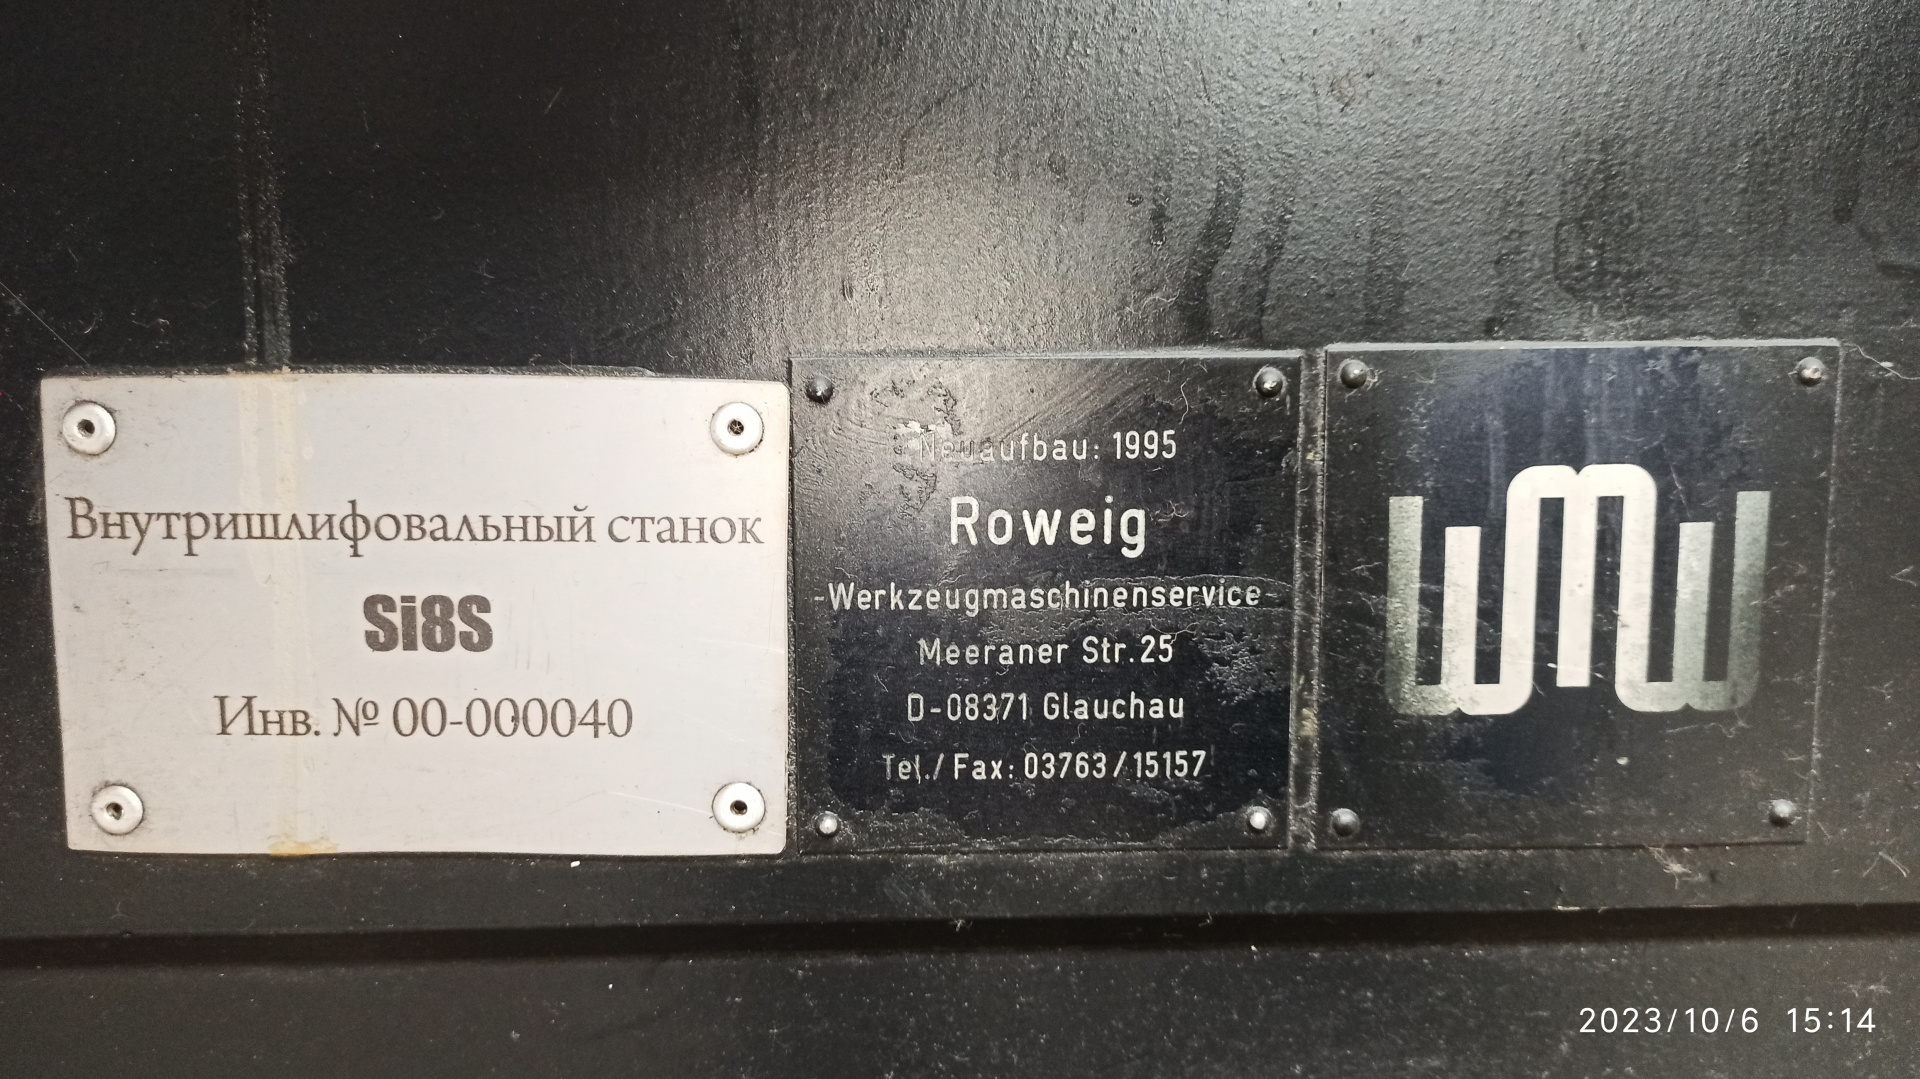 Внутришлифовальный станок
Si8S
Инв. № 00-000040
Neuaufbau: 1995
Roweig
-Werkzeugmaschinenservice-
Meeraner Str.25
D-08371 Glauchau
Tel./Fax: 03763/15157
WMW
2023/10/6 15:14